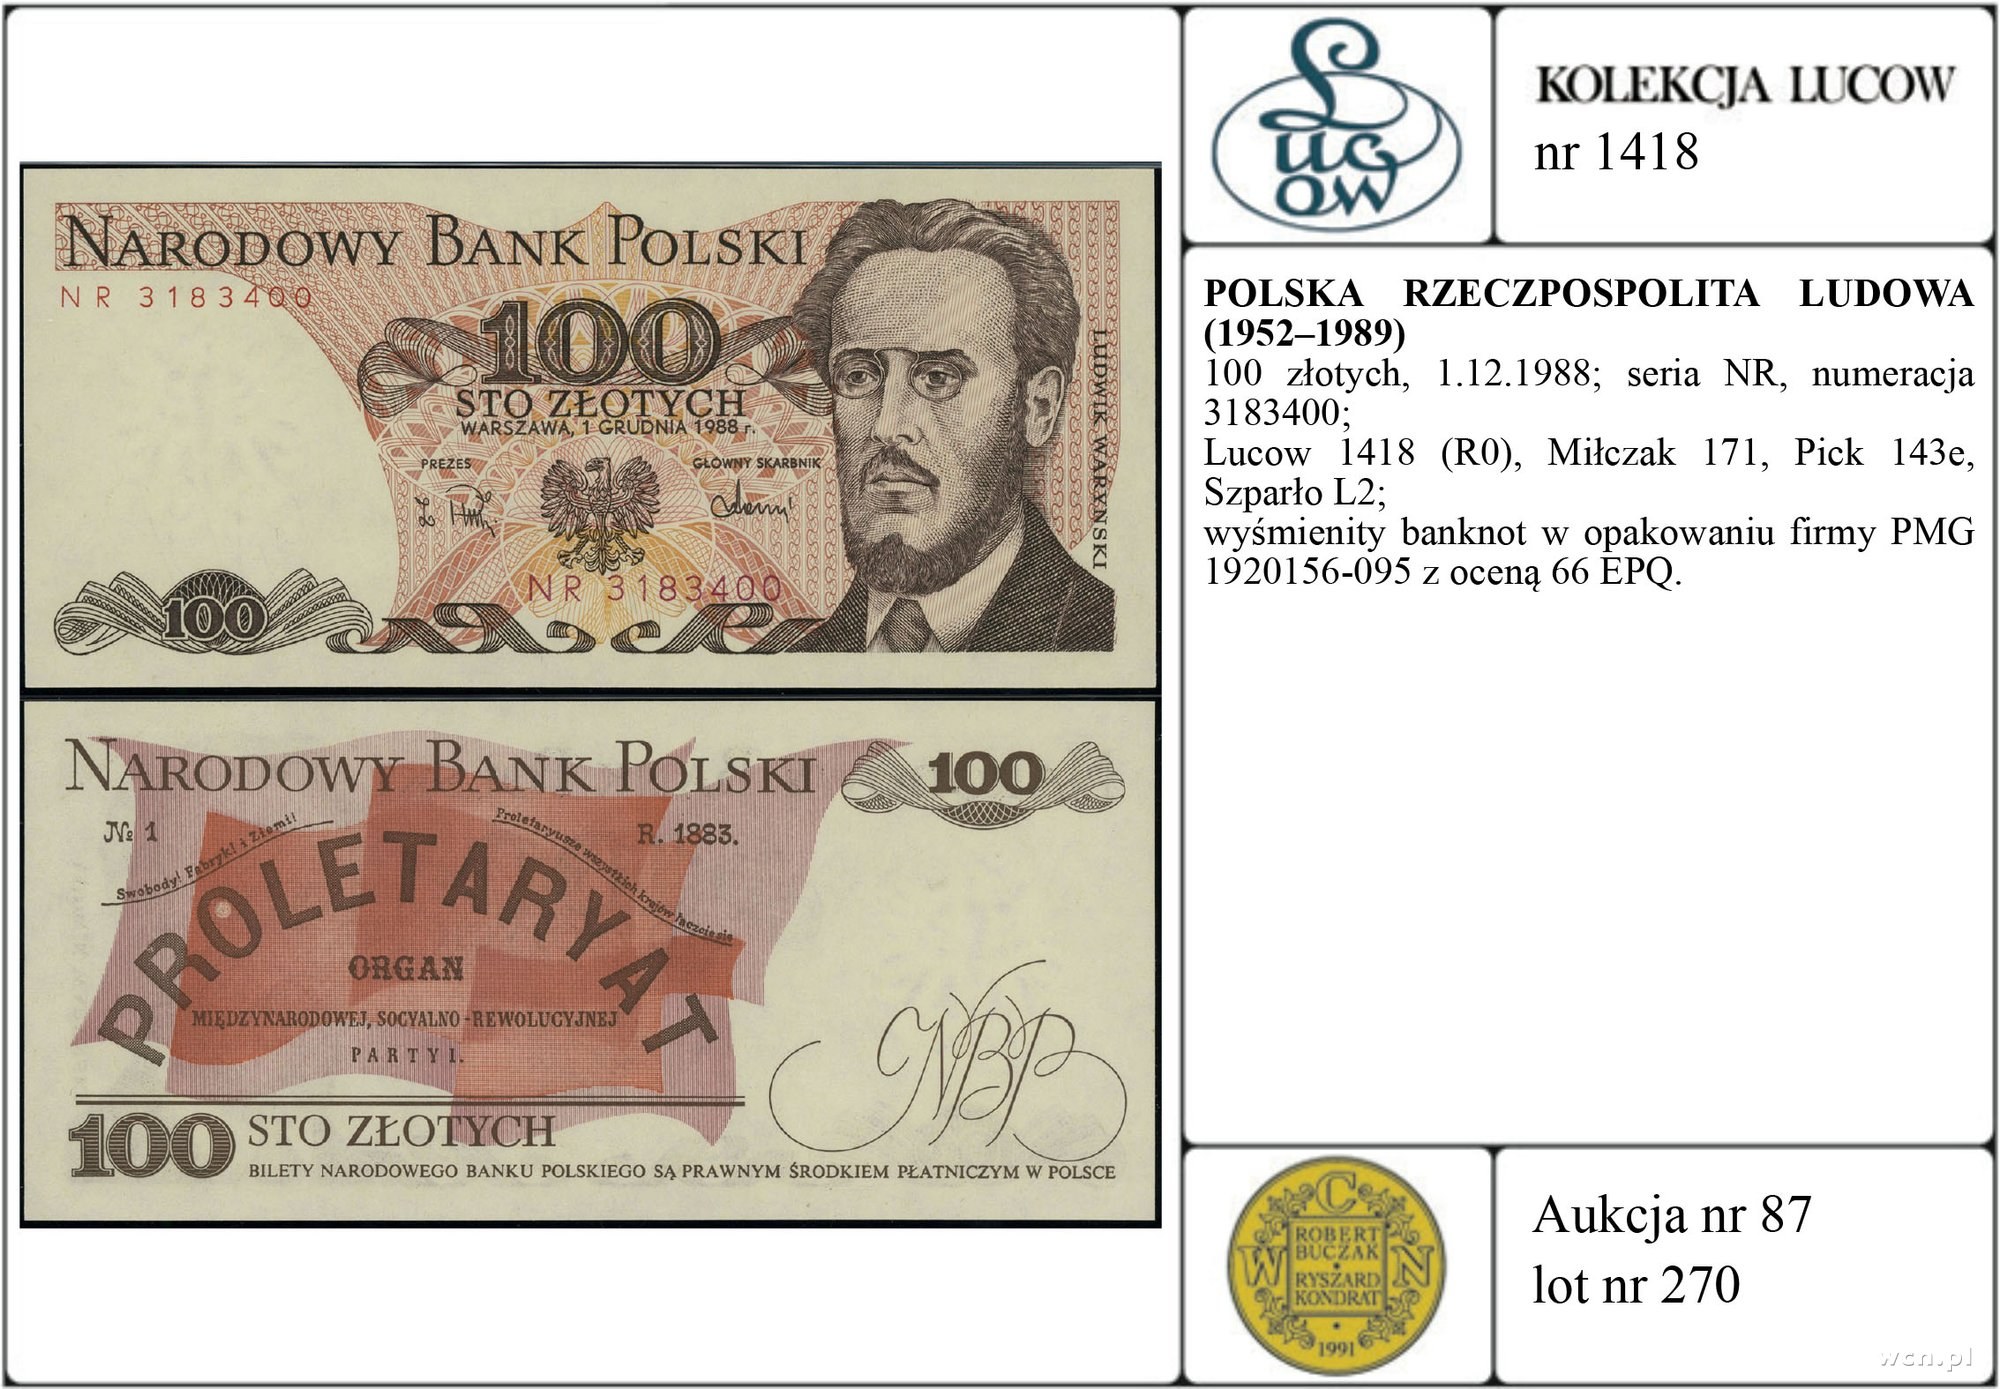 NARODOWY BANK POLSKI
NR 3183400
100
STO ZŁOTYCH
WARSZAWA, 1 GRUDNIA 1988 r.
PREZES
GŁÓWNY SKARBNIK
LUDWIK WARYŃSKI
NR 3183400
100
NARODOWY BANK POLSKI
100
№ 1
R. 1883.
Swobody! Fabryki i Ziemi!
Proletaryusze wszystkich krajów łączcie się
PROLETARYAT
ORGAN
MIĘDZYNARODOWEJ, SOCYALNO-REWOLUCYJNEJ
PARTYI.
NBP
100 STO ZŁOTYCH
BILETY NARODOWEGO BANKU POLSKIEGO SĄ PRAWNYM ŚRODKIEM PŁATNICZYM W POLSCE
Lucow
KOLEKCJA LUCOW
nr 1418
POLSKA RZECZPOSPOLITA LUDOWA
(1952–1989)
100 złotych, 1.12.1988; seria NR, numeracja
3183400;
Lucow 1418 (R0), Miłczak 171, Pick 143e,
Szparło L2;
wyśmienity banknot w opakowaniu firmy PMG
1920156-095 z oceną 66 EPQ.
W C N
ROBERT
BUCZAK
RYSZARD
KONDRAT
1991
Aukcja nr 87
lot nr 270
wcn.pl